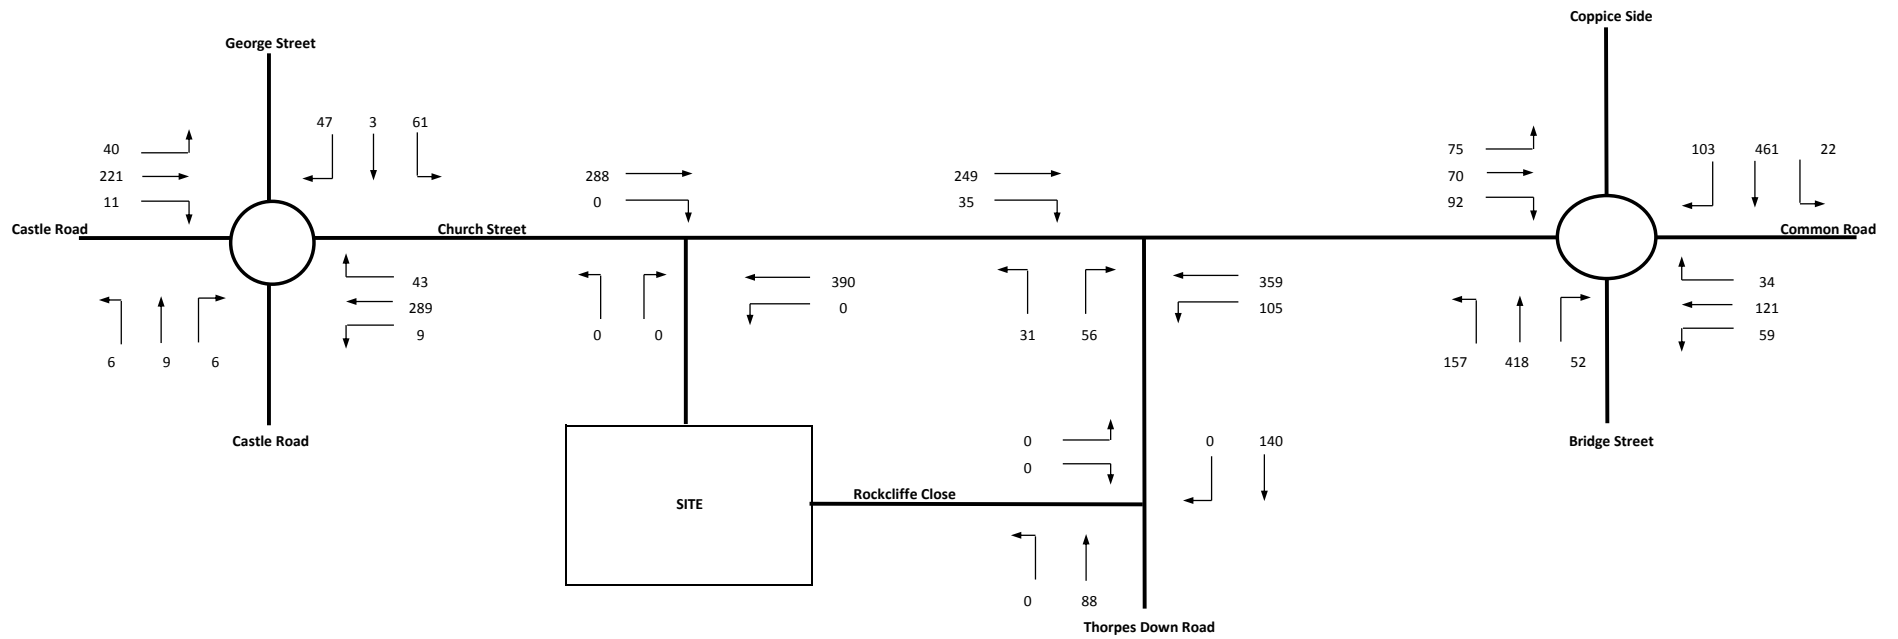 Coppice Side
George Street
47 3 61
40
221
11
288
0
249
35
75
70
92
103 461 22
Castle Road
Church Street
Common Road
43
289
9
6 9 6
390
0
0 0
359
105
31 56
34
121
59
157 418 52
Castle Road
Bridge Street
0
0
0 140
Rockcliffe Close
SITE
0 88
Thorpes Down Road